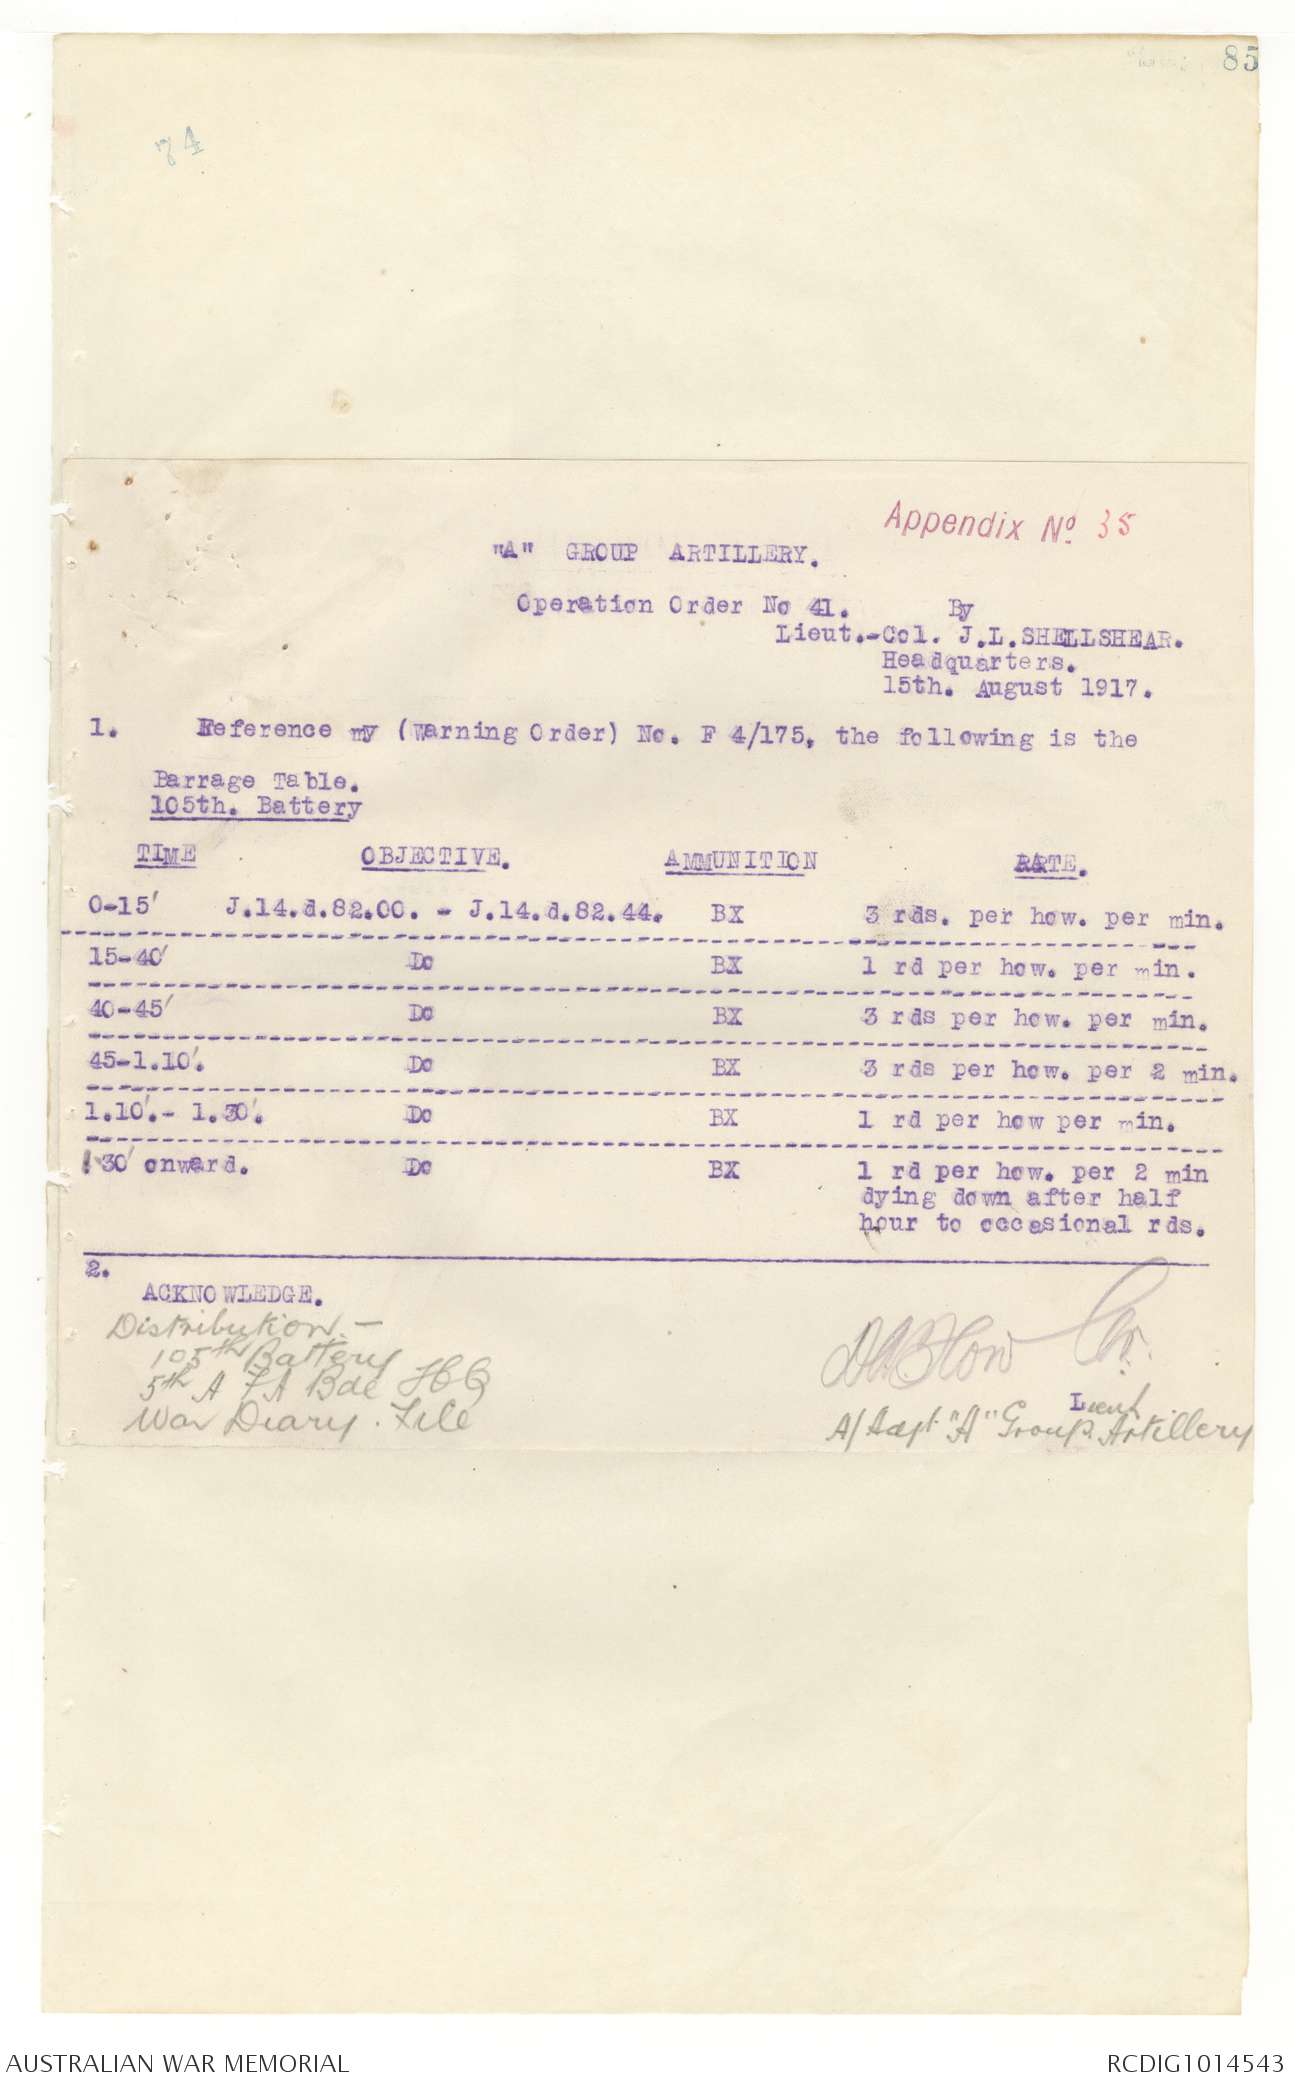 85
74
Appendix No 35
"A" GROUP ARTILLERY.
Operation Order No 41. By
Lieut.-Col. J.L.SHELLSHEAR.
Headquarters.
15th. August 1917.
1. Reference my (Warning Order) No. F 4/175, the following is the
Barrage Table.
105th. Battery
TIME OBJECTIVE. AMMUNITION RATE.
0-15' J.14.d.82.00. - J.14.d.82.44. BX 3 rds. per how. per min.
15-40' Do BX 1 rd per how. per min.
40-45' Do BX 3 rds per how. per min.
45-1.10'. Do BX 3 rds per how. per 2 min.
1.10'.- 1.30'. Do BX 1 rd per how per min.
1.30' onward. Do BX 1 rd per how. per 2 min
dying down after half
hour to occasional rds.
2.
ACKNOWLEDGE.
Distribution. -
105th Battery
5th A FA Bde HQ
War Diary. File
Lieut
A/Adjt "A" Group Artillery
AUSTRALIAN WAR MEMORIAL
RCDIG1014543